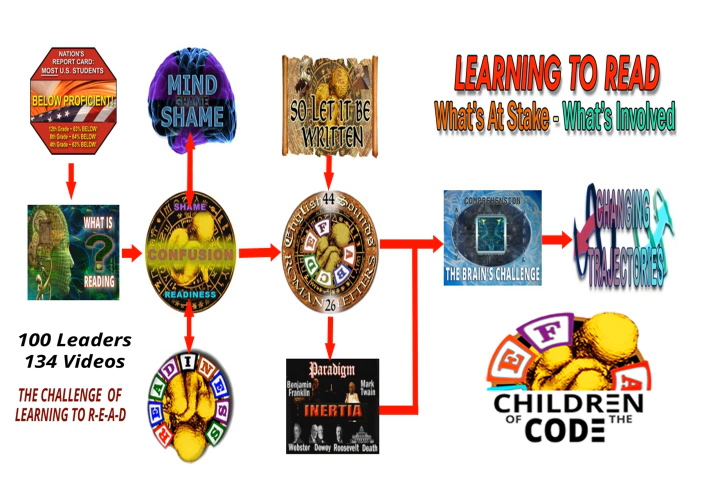 NATION'S
REPORT CARD:
MOST U.S. STUDENTS
BELOW PROFICIENT!
12th Grade - 63% BELOW
8th Grade - 64% BELOW
4th Grade - 63% BELOW
MIND
SHAME
SHAME
SO LET IT BE
WRITTEN
LEARNING TO READ
What's At Stake - What's Involved
WHAT IS
?
READING
SHAME
CONFUSION
READINESS
44
English Sounds
F
E
D
C
B
A
G
ROMAN LETTERS
26
COMPREHENSION
THE BRAIN'S CHALLENGE
CHANGING
TRAJECTORIES
100 Leaders
134 Videos
THE CHALLENGE OF
LEARNING TO R-E-A-D
READINESS
Paradigm
Benjamin
Franklin
Mark
Twain
INERTIA
Webster Dewey Roosevelt Death
E F A
CHILDREN
OF THE
CODE